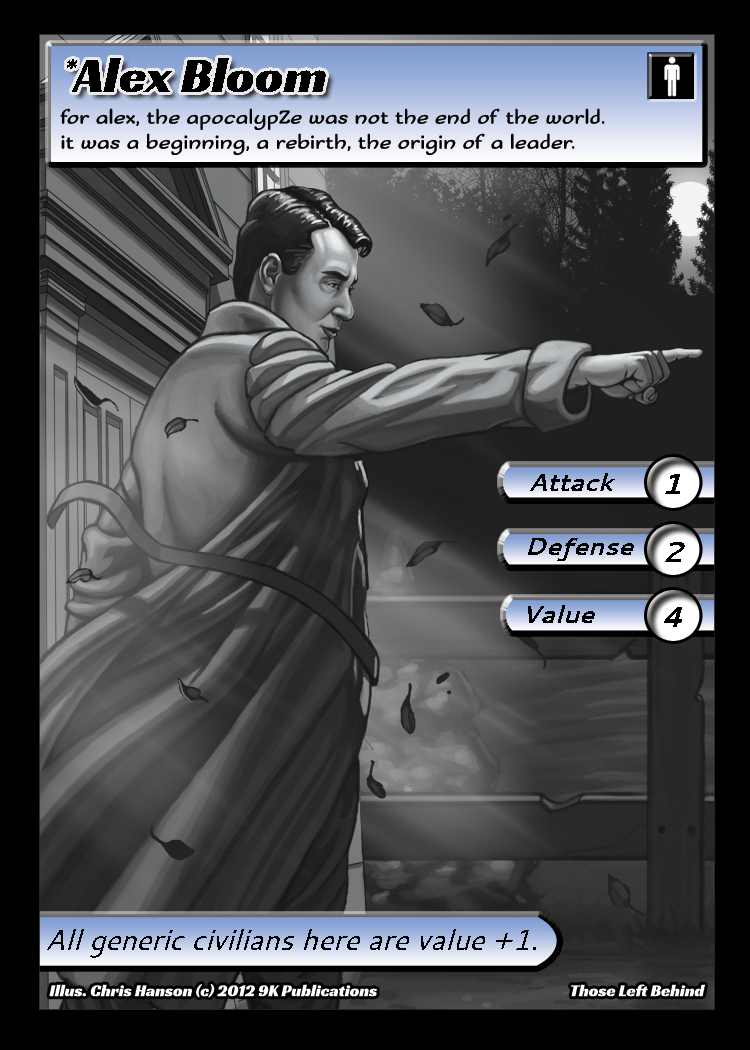 *Alex Bloom
for alex, the apocalypZe was not the end of the world.
it was a beginning, a rebirth, the origin of a leader.
Attack 1
Defense 2
Value 4
All generic civilians here are value +1.
Illus. Chris Hanson (c) 2012 9K Publications
Those Left Behind